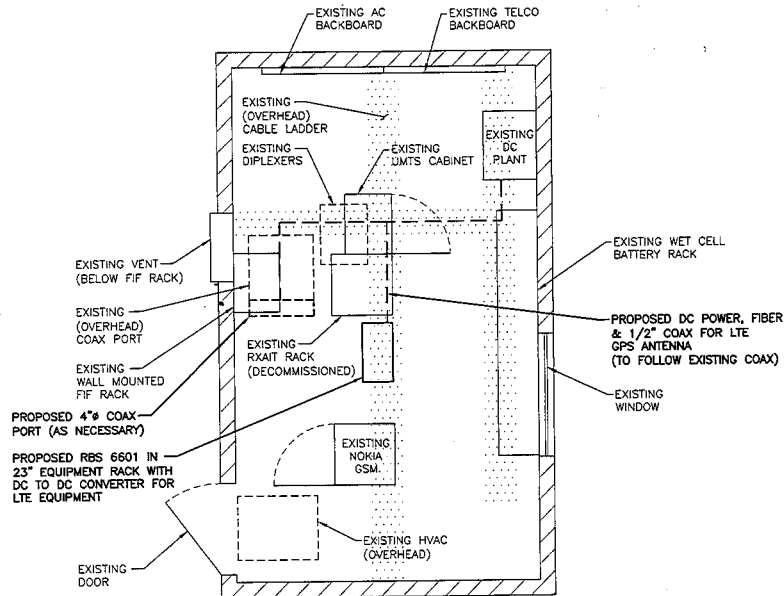 EXISTING AC
BACKBOARD
EXISTING TELCO
BACKBOARD
EXISTING
(OVERHEAD)
CABLE LADDER
EXISTING
DIPLEXERS
EXISTING
UMTS CABINET
EXISTING
DC
PLANT
EXISTING VENT
(BELOW FIF RACK)
EXISTING WET CELL
BATTERY RACK
EXISTING
(OVERHEAD)
COAX PORT
EXISTING
RXAIT RACK
(DECOMMISSIONED)
PROPOSED DC POWER, FIBER
& 1/2" COAX FOR LTE
GPS ANTENNA
(TO FOLLOW EXISTING COAX)
EXISTING
WALL MOUNTED
FIF RACK
EXISTING
WINDOW
PROPOSED 4"ø COAX
PORT (AS NECESSARY)
PROPOSED RBS 6601 IN
23" EQUIPMENT RACK WITH
DC TO DC CONVERTER FOR
LTE EQUIPMENT
EXISTING
NOKIA
GSM.
EXISTING HVAC
(OVERHEAD)
EXISTING
DOOR